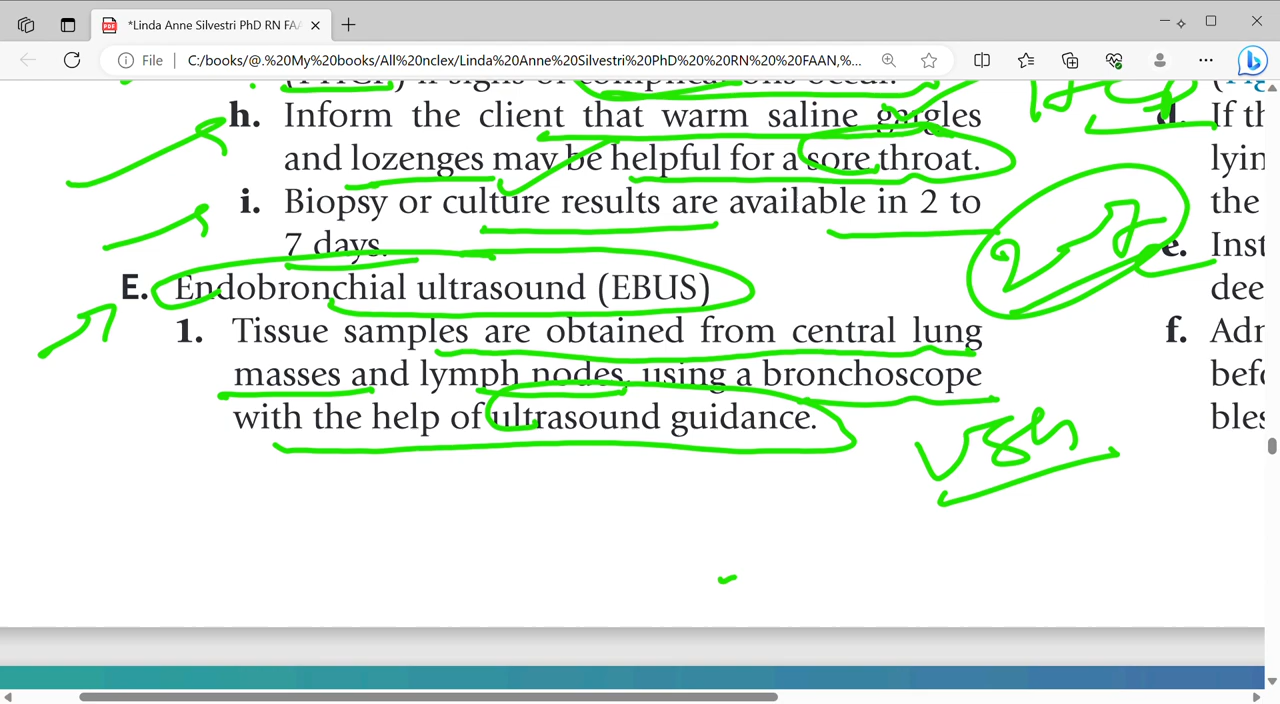 *Linda Anne Silvestri PhD RN FAA
File
C:/books/@.%20My%20books/All%20nclex/Linda%20Anne%20Silvestri%20PhD%20%20RN%20%20FAAN,%...
h. Inform the client that warm saline gargles
and lozenges may be helpful for a sore throat.
i. Biopsy or culture results are available in 2 to
7 days.
E. Endobronchial ultrasound (EBUS)
1. Tissue samples are obtained from central lung
masses and lymph nodes, using a bronchoscope
with the help of ultrasound guidance.
d. If th
lyin
the
e. Inst
dee
f. Adr
befo
bles